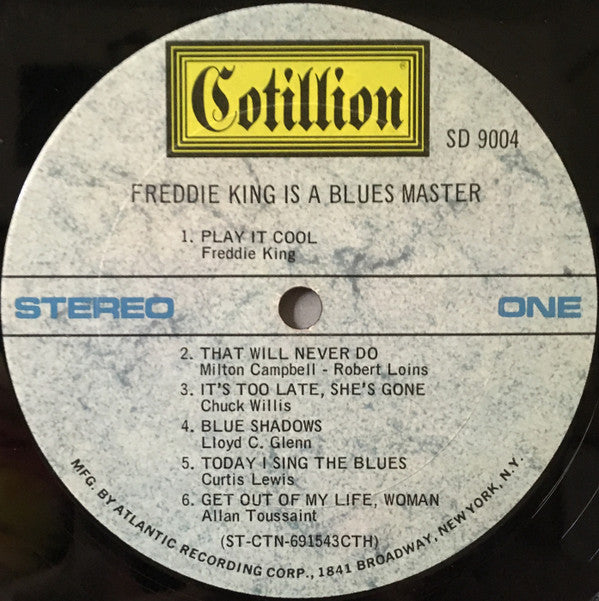 Cotillion®
SD 9004
FREDDIE KING IS A BLUES MASTER
1. PLAY IT COOL
Freddie King
STEREO
ONE
2. THAT WILL NEVER DO
Milton Campbell - Robert Loins
3. IT'S TOO LATE, SHE'S GONE
Chuck Willis
4. BLUE SHADOWS
Lloyd C. Glenn
5. TODAY I SING THE BLUES
Curtis Lewis
6. GET OUT OF MY LIFE, WOMAN
Allan Toussaint
(ST-CTN-691543CTH)
MFG. BY ATLANTIC RECORDING CORP., 1841 BROADWAY, NEW YORK, N.Y.